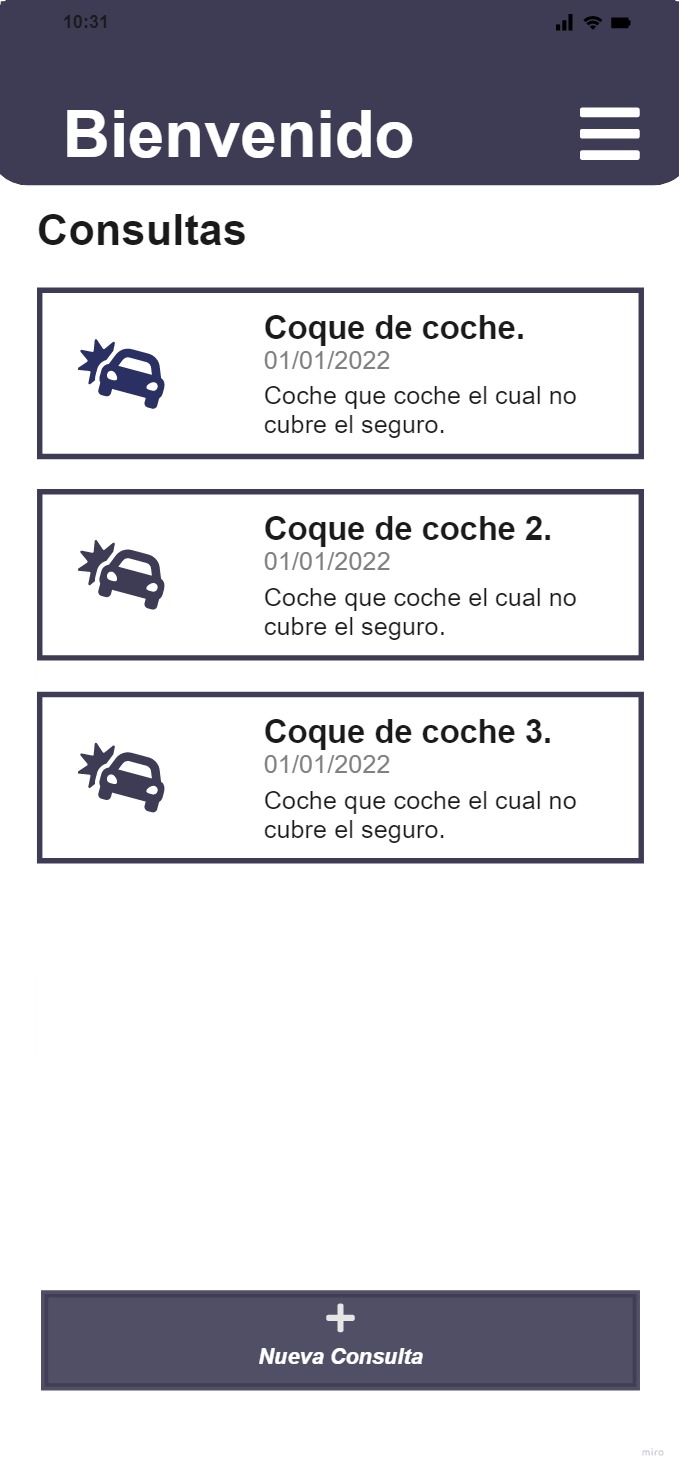 10:31
Bienvenido
Consultas
Coque de coche.
01/01/2022
Coche que coche el cual no
cubre el seguro.
Coque de coche 2.
01/01/2022
Coche que coche el cual no
cubre el seguro.
Coque de coche 3.
01/01/2022
Coche que coche el cual no
cubre el seguro.
Nueva Consulta
miro